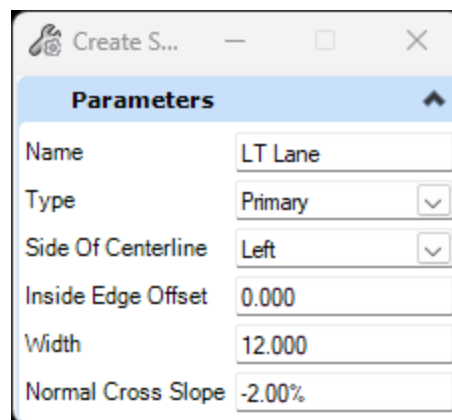 Create S...
Parameters
Name LT Lane
Type Primary
Side Of Centerline Left
Inside Edge Offset 0.000
Width 12.000
Normal Cross Slope -2.00%